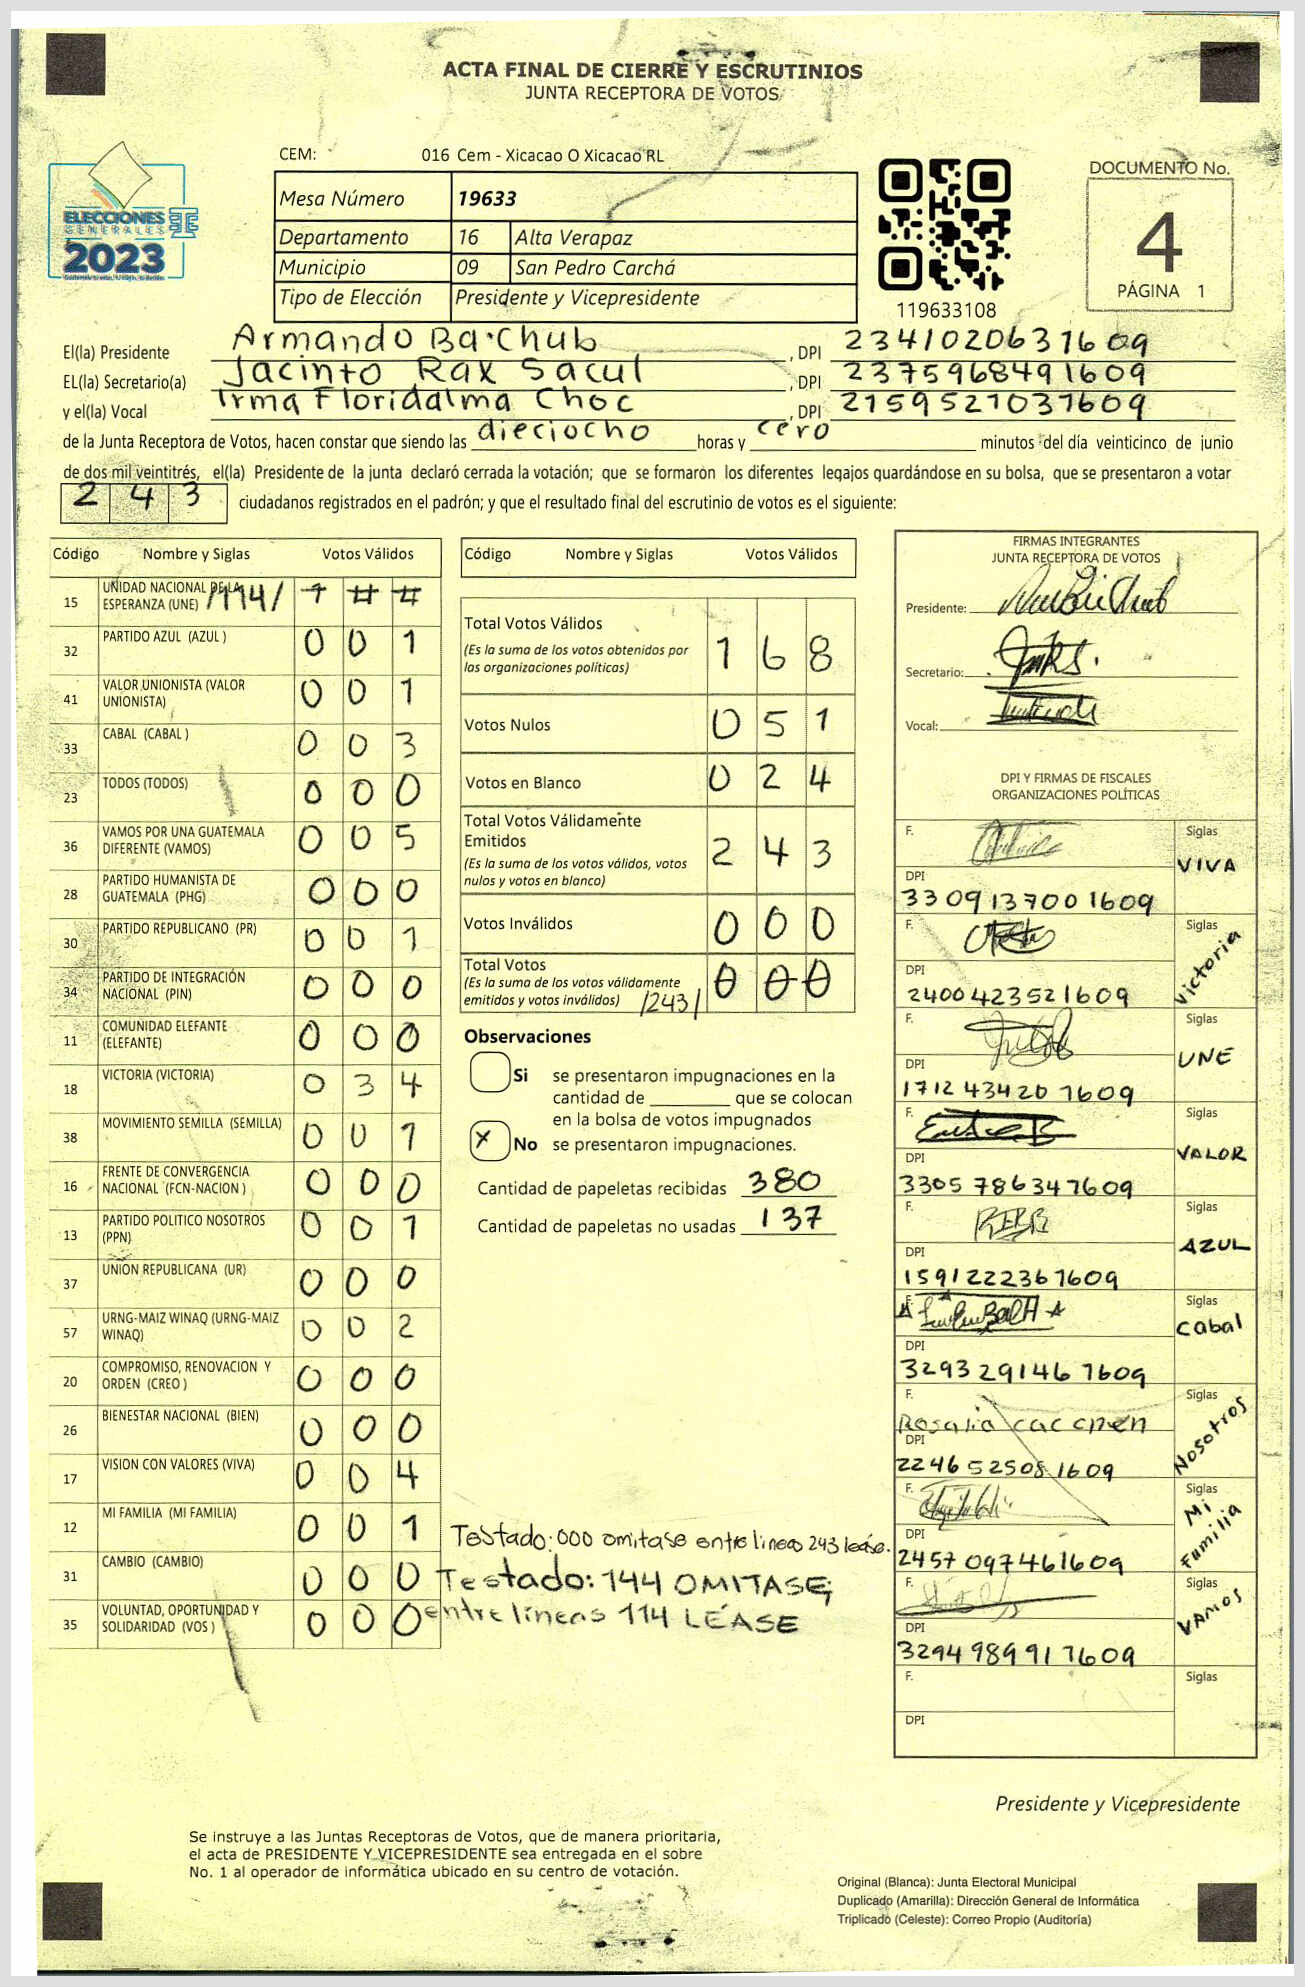 ACTA FINAL DE CIERRE Y ESCRUTINIOS
JUNTA RECEPTORA DE VOTOS
CEM: 016 Cem - Xicacao O Xicacao RL
ELECCIONES
GENERALES
2023
Mesa Número 19633
Departamento 16 Alta Verapaz
Municipio 09 San Pedro Carchá
Tipo de Elección Presidente y Vicepresidente
119633108
DOCUMENTO No.
4
PÁGINA 1
El(la) Presidente Armando Ba Chub , DPI 2341020631609
EL(la) Secretario(a) Jacinto Rax Sacul , DPI 2375968491609
y el(la) Vocal Irma Floridalma Choc , DPI 2159521031609
de la Junta Receptora de Votos, hacen constar que siendo las dieciocho horas y cero minutos del día veinticinco de junio
de dos mil veintitrés, el(la) Presidente de la junta declaró cerrada la votación; que se formaron los diferentes legajos guardándose en su bolsa, que se presentaron a votar
2 4 3 ciudadanos registrados en el padrón; y que el resultado final del escrutinio de votos es el siguiente:
Código Nombre y Siglas Votos Válidos
15 UNIDAD NACIONAL DE LA ESPERANZA (UNE) /114/
32 PARTIDO AZUL (AZUL ) 0 0 1
41 VALOR UNIONISTA (VALOR UNIONISTA) 0 0 1
33 CABAL (CABAL ) 0 0 3
23 TODOS (TODOS) 0 0 0
36 VAMOS POR UNA GUATEMALA DIFERENTE (VAMOS) 0 0 5
28 PARTIDO HUMANISTA DE GUATEMALA (PHG) 0 0 0
30 PARTIDO REPUBLICANO (PR) 0 0 1
34 PARTIDO DE INTEGRACIÓN NACIONAL (PIN) 0 0 0
11 COMUNIDAD ELEFANTE (ELEFANTE) 0 0 0
18 VICTORIA (VICTORIA) 0 3 4
38 MOVIMIENTO SEMILLA (SEMILLA) 0 0 1
16 FRENTE DE CONVERGENCIA NACIONAL (FCN-NACION ) 0 0 0
13 PARTIDO POLITICO NOSOTROS (PPN) 0 0 1
37 UNION REPUBLICANA (UR) 0 0 0
57 URNG-MAIZ WINAQ (URNG-MAIZ WINAQ) 0 0 2
20 COMPROMISO, RENOVACION Y ORDEN (CREO ) 0 0 0
26 BIENESTAR NACIONAL (BIEN) 0 0 0
17 VISION CON VALORES (VIVA) 0 0 4
12 MI FAMILIA (MI FAMILIA) 0 0 1
31 CAMBIO (CAMBIO) 0 0 0
35 VOLUNTAD, OPORTUNIDAD Y SOLIDARIDAD (VOS ) 0 0 0
Código Nombre y Siglas Votos Válidos
Total Votos Válidos 1 6 8
(Es la suma de los votos obtenidos por
las organizaciones políticas)
Votos Nulos 0 5 1
Votos en Blanco 0 2 4
Total Votos Válidamente
Emitidos 2 4 3
(Es la suma de los votos válidos, votos
nulos y votos en blanco)
Votos Inválidos 0 0 0
Total Votos 0 0 0
(Es la suma de los votos válidamente
emitidos y votos inválidos) /243/
Observaciones
Si se presentaron impugnaciones en la
cantidad de ________ que se colocan
en la bolsa de votos impugnados
X No se presentaron impugnaciones.
Cantidad de papeletas recibidas 380
Cantidad de papeletas no usadas 137
Testado: 000 omitase entre lineas 243 lease.
Testado: 144 OMITASE;
entre líneas 114 LÉASE
FIRMAS INTEGRANTES
JUNTA RECEPTORA DE VOTOS
Presidente:
Secretario:
Vocal:
DPI Y FIRMAS DE FISCALES
ORGANIZACIONES POLÍTICAS
F. Siglas VIVA
DPI 3309137001609
F. Siglas Victoria
DPI 2400423521609
F. Siglas UNE
DPI 1712434207609
F. Siglas VALOR
DPI 3305786347609
F. Siglas AZUL
DPI 1591222361609
F. Siglas Cabal
DPI 3293291461609
F. Rosalia cac Siglas Nosotros
DPI 2246525081609
F. Siglas Mi Familia
DPI 2457097461609
F. Siglas VAMOS
DPI 3294989911609
F. Siglas
DPI
Presidente y Vicepresidente
Se instruye a las Juntas Receptoras de Votos, que de manera prioritaria,
el acta de PRESIDENTE Y VICEPRESIDENTE sea entregada en el sobre
No. 1 al operador de informática ubicado en su centro de votación.
Original (Blanca): Junta Electoral Municipal
Duplicado (Amarilla): Dirección General de Informática
Triplicado (Celeste): Correo Propio (Auditoría)